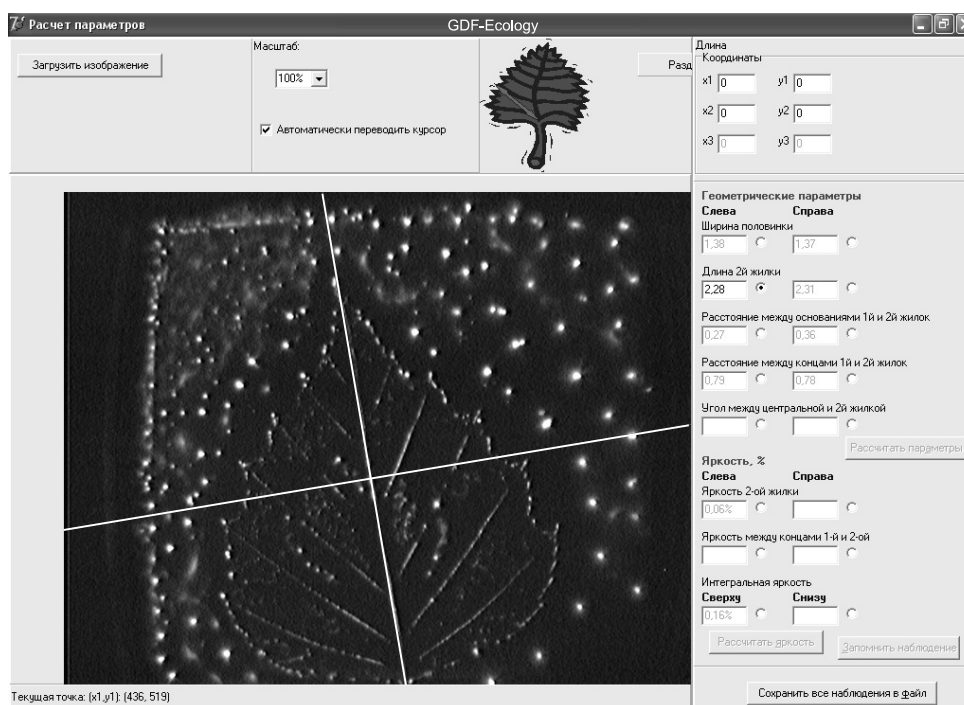 Расчет параметров
GDF-Ecology
Загрузить изображение
Масштаб:
100%
Автоматически переводить курсор
Разд
Длина
Координаты
x1 0 y1 0
x2 0 y2 0
x3 0 y3 0
Геометрические параметры
Слева Справа
Ширина половинки
1,38 1,37
Длина 2й жилки
2,28 2,31
Расстояние между основаниями 1й и 2й жилок
0,27 0,36
Расстояние между концами 1й и 2й жилок
0,79 0,78
Угол между центральной и 2й жилкой
Рассчитать параметры
Яркость, %
Слева Справа
Яркость 2-ой жилки
0,06%
Яркость между концами 1-й и 2-ой
Интегральная яркость
Сверху Снизу
0,16%
Рассчитать яркость
Запомнить наблюдение
Сохранить все наблюдения в файл
Текущая точка: (x1,y1): (436, 519)